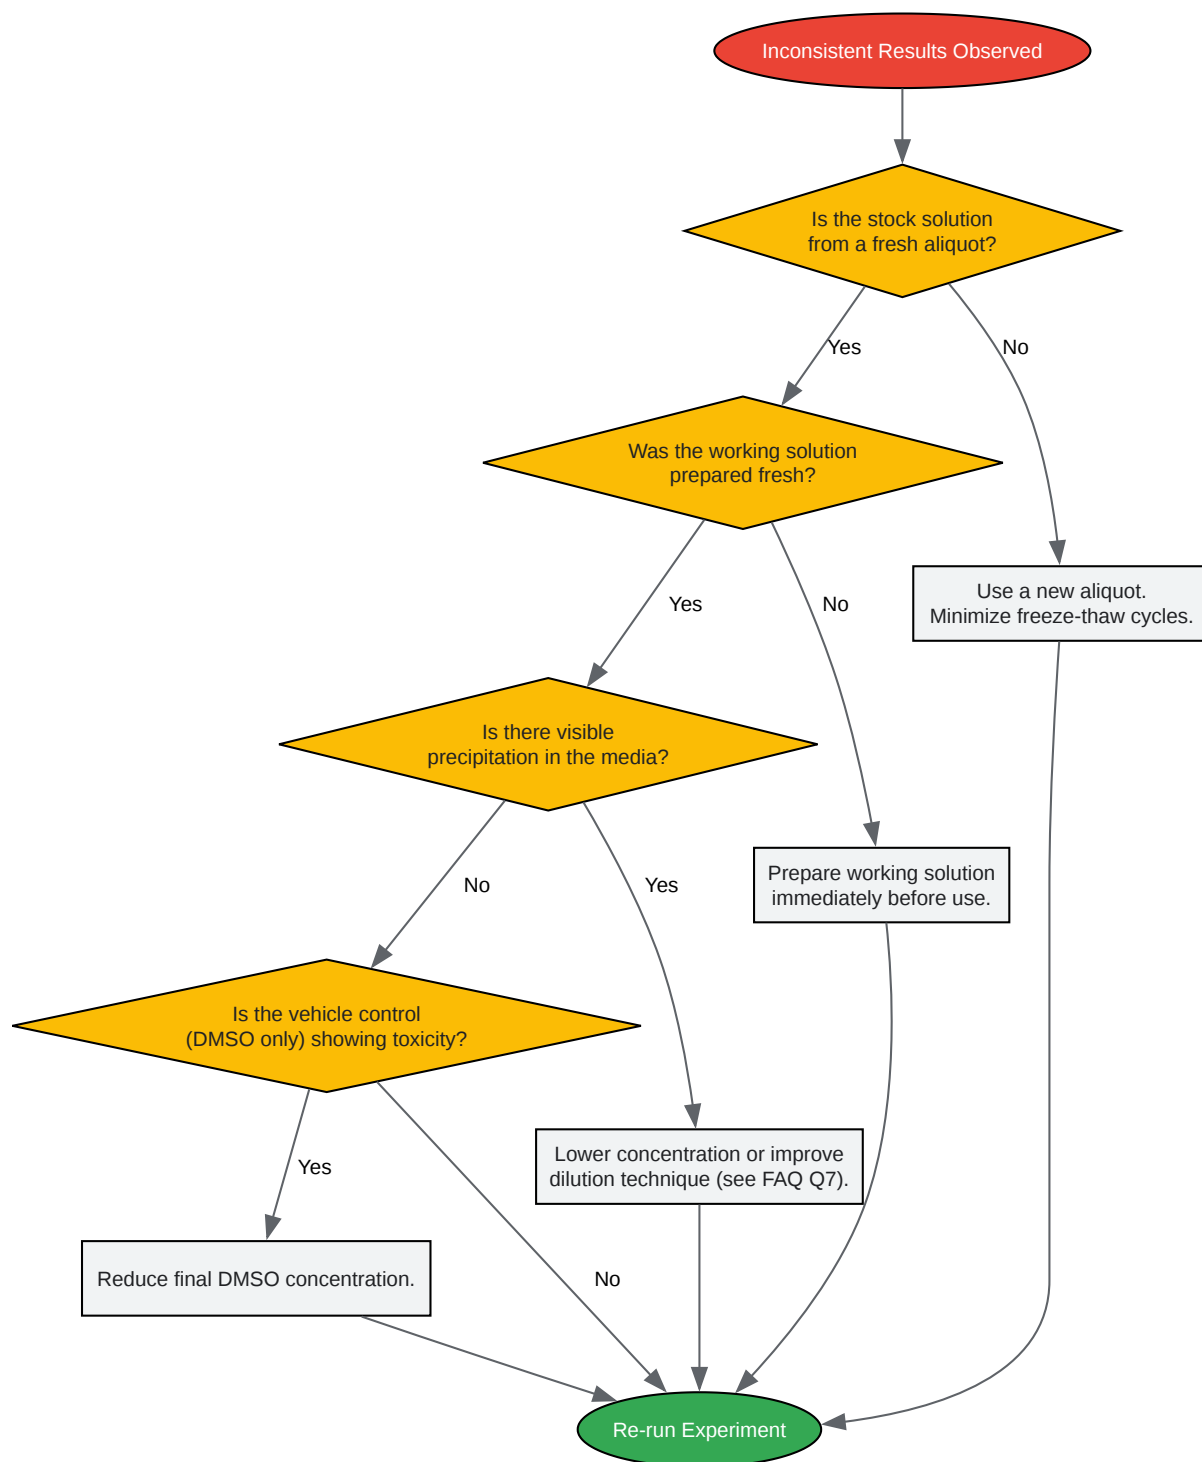 Inconsistent Results Observed
Is the stock solution
from a fresh aliquot?
Yes
No
Was the working solution
prepared fresh?
Use a new aliquot.
Minimize freeze-thaw cycles.
Yes
No
Is there visible
precipitation in the media?
Prepare working solution
immediately before use.
No
Yes
Is the vehicle control
(DMSO only) showing toxicity?
Lower concentration or improve
dilution technique (see FAQ Q7).
Yes
No
Reduce final DMSO concentration.
Re-run Experiment